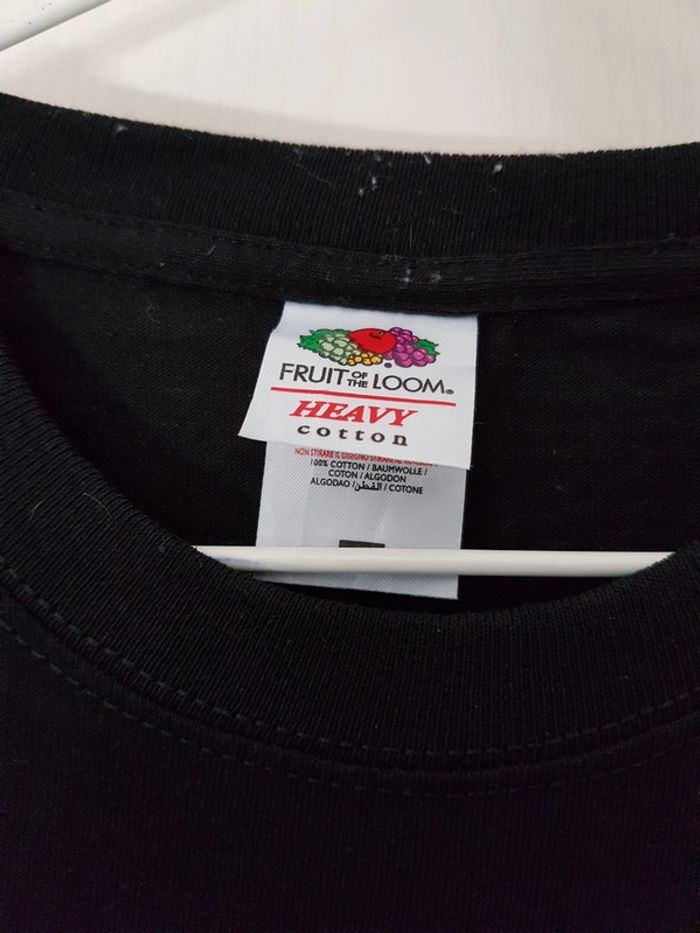 FRUIT OF THE LOOM®
HEAVY
cotton
NON STIRARE IL DISEGNO
100% COTTON / BAUMWOLLE /
COTON / ALGODON
ALGODAO / القطن / COTONE